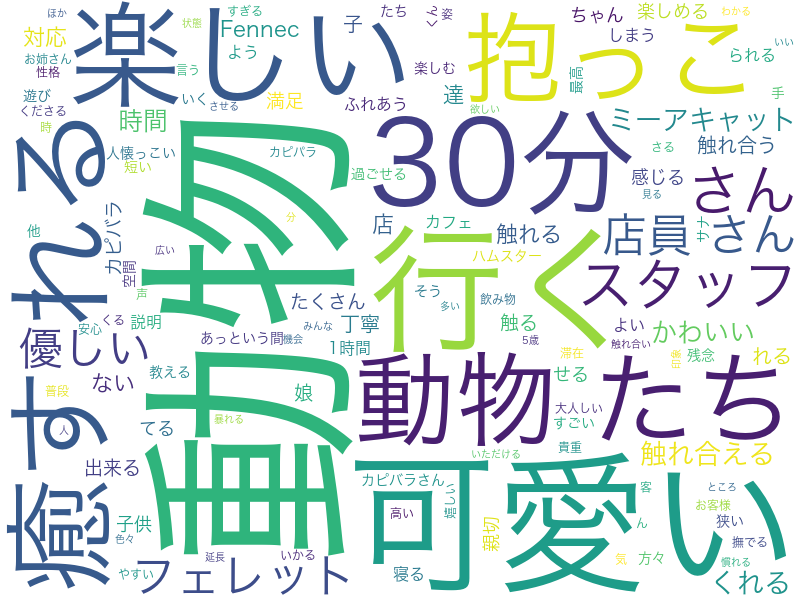 ほか
すぎる
たち
くん
姿
ちゃん
楽しめる
わかる
状態
Fennec
子
しまう
いい
対応
楽しい
抱っこ
よう
お姉さん
性格
言う
楽しむ
られる
最高
遊び
いく
満足
ふれあう
達
手
くださる
させる
欲しい
時
時間
30分
ミーアキャット
人懐っこい
カピパラ
さる
触れ合う
短い
過ごせる
感じる
見る
さん
動物
癒すれる
他
カピバラ
分
店
カフェ
店員
さん
サナ
空間
広い
触れる
行く
ハムスター
スタッフ
声
たくさん
そう
飲み物
多い
くる
安心
説明
あっという間
機会
みんな
丁寧
触る
よい
かわいい
優しい
1時間
5歳
触れ合い
滞在
残念
れる
ない
教える
動物たち
せる
普段
娘
大人しい
すごい
人
暴れる
てる
貴重
出来る
いただける
触れ合える
可愛い
カピバラさん
嬉しい
客
ところ
子供
高い
親切
ん
お客様
狭い
色々
撫でる
延長
いかる
気
方々
慣れる
やすい
フェレット
寝る
くれる